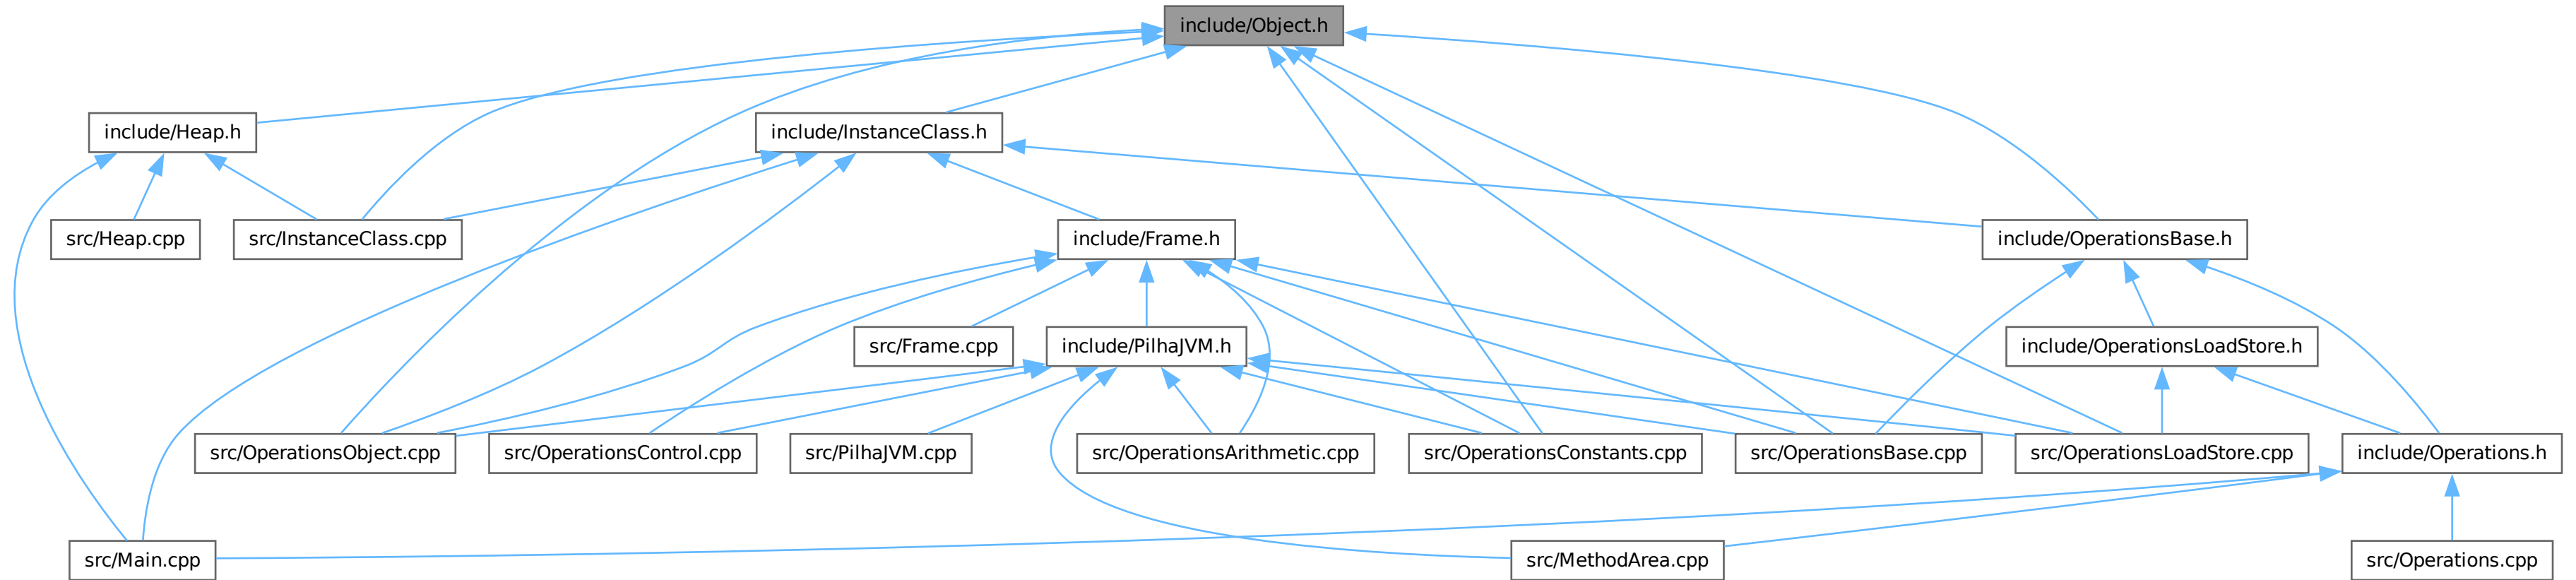 include/Object.h
include/Heap.h
include/InstanceClass.h
src/Heap.cpp
src/InstanceClass.cpp
include/Frame.h
include/OperationsBase.h
src/Frame.cpp
include/PilhaJVM.h
include/OperationsLoadStore.h
src/OperationsObject.cpp
src/OperationsControl.cpp
src/PilhaJVM.cpp
src/OperationsArithmetic.cpp
src/OperationsConstants.cpp
src/OperationsBase.cpp
src/OperationsLoadStore.cpp
include/Operations.h
src/Main.cpp
src/MethodArea.cpp
src/Operations.cpp